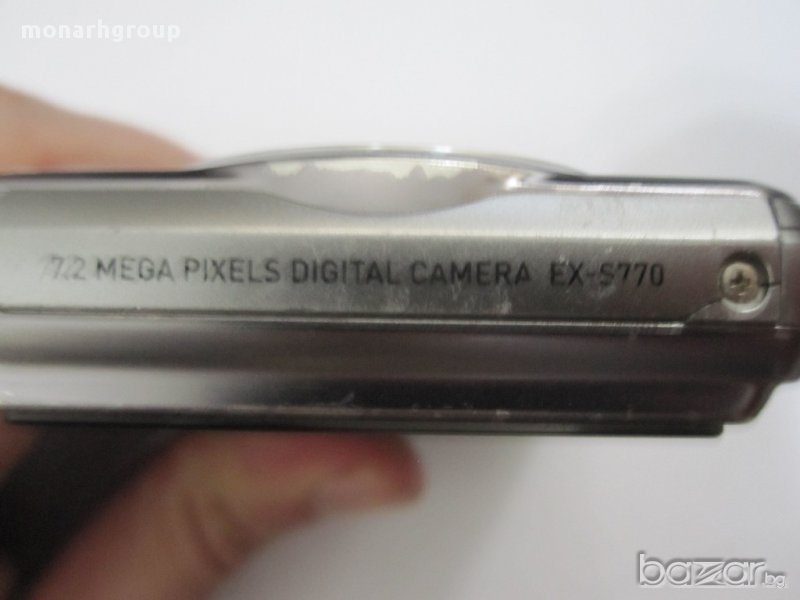 monarhgroup
7.2 MEGA PIXELS DIGITAL CAMERA EX-S770
bazar.bg